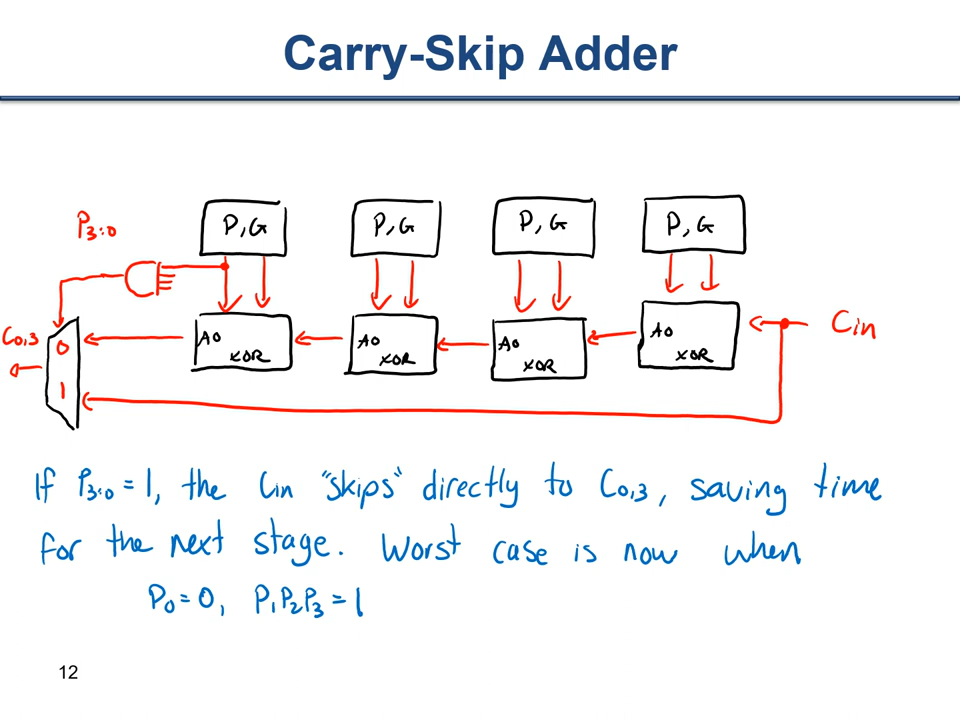 Carry-Skip Adder
P3:0
P,G
P,G
P,G
P,G
Co,3
0
1
AO
XOR
AO
XOR
AO
XOR
AO
XOR
Cin
If P3:0 = 1, the Cin "skips" directly to Co,3, saving time
for the next stage. Worst case is now when
P0 = 0, P1P2P3 = 1
12